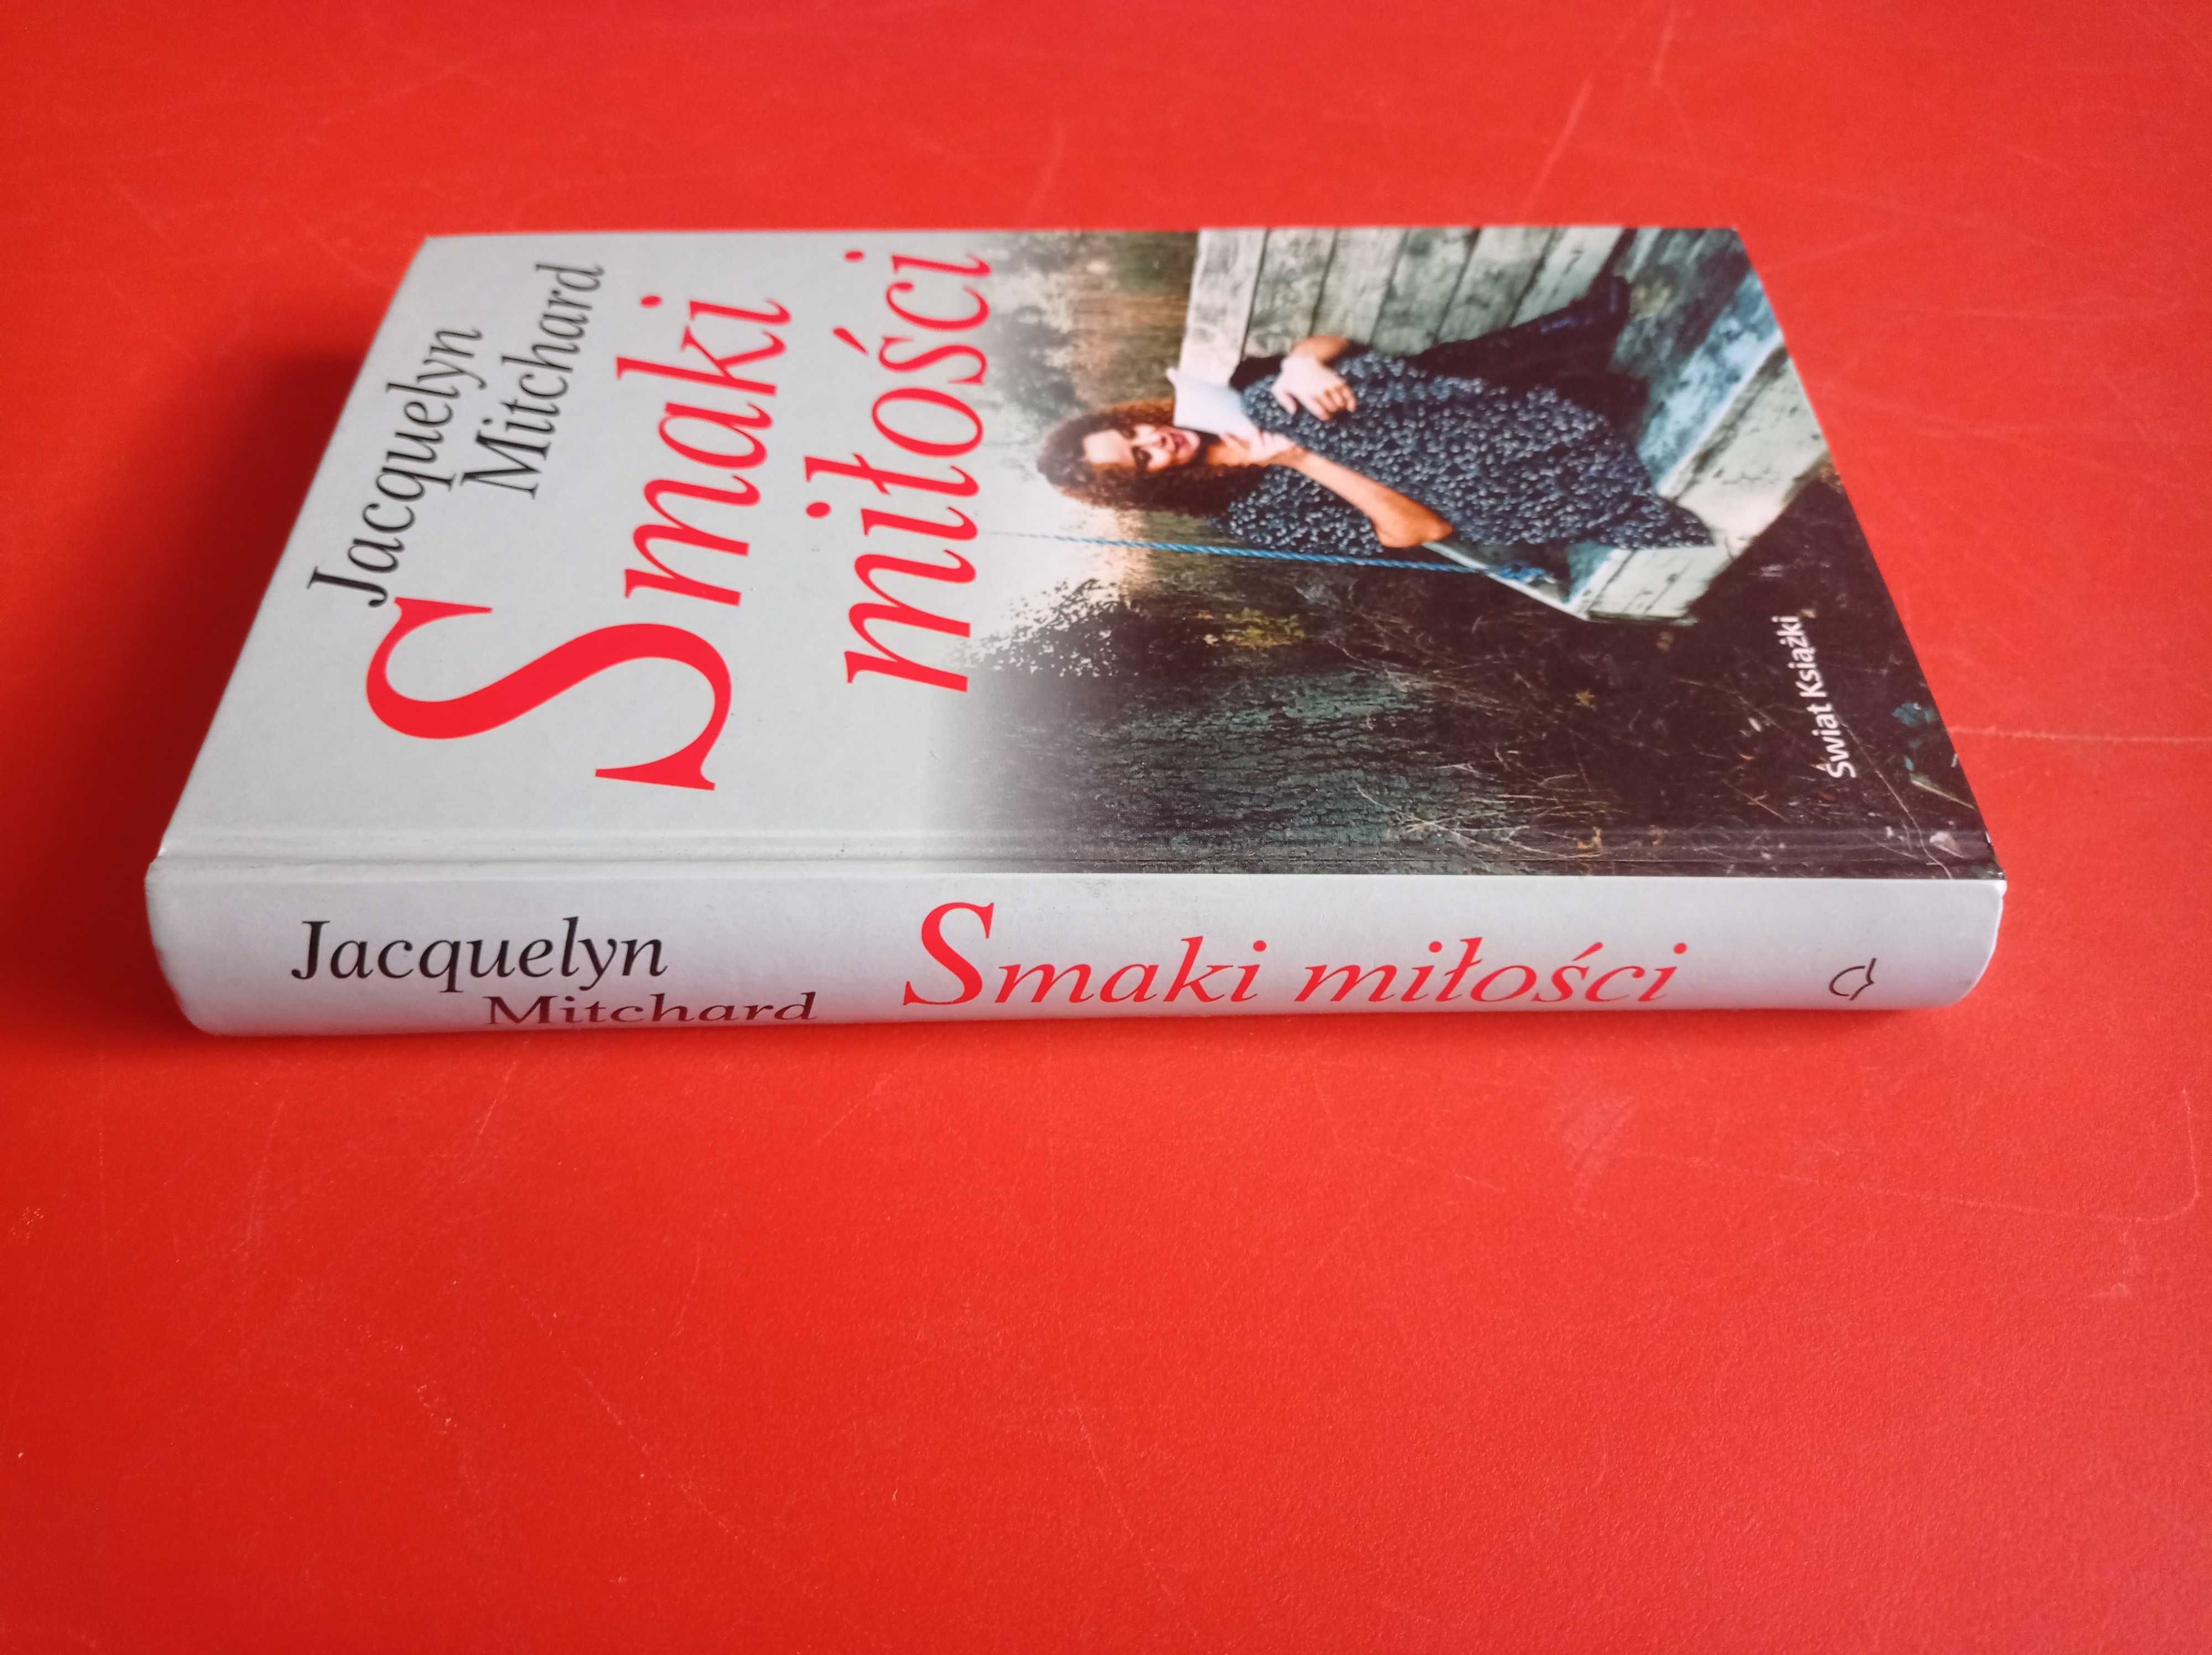 Jacquelyn
Mitchard
Smaki
miłości
Świat Książki
Jacquelyn
Mitchard
Smaki miłości